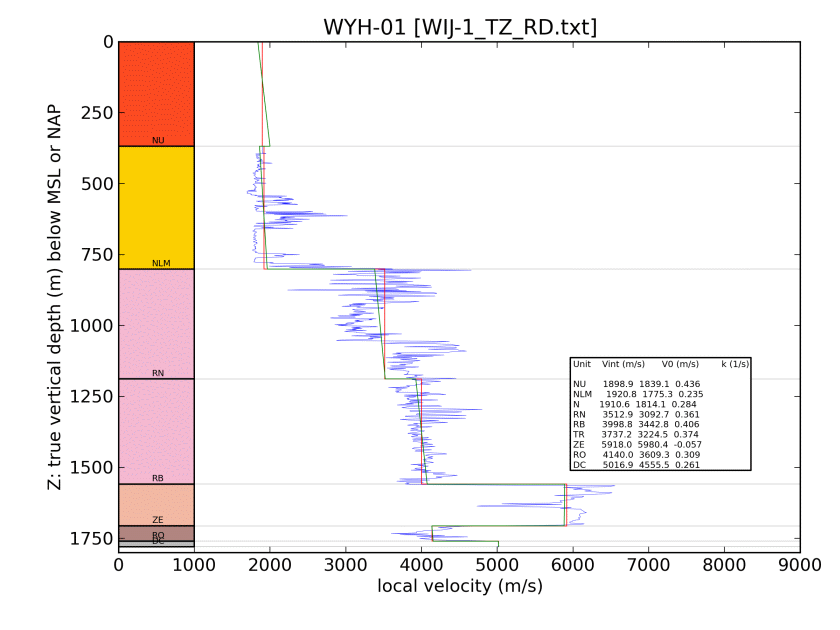 WYH-01 [WIJ-1_TZ_RD.txt]
Z: true vertical depth (m) below MSL or NAP
0
250
500
750
1000
1250
1500
1750
NU
NLM
RN
RB
ZE
RO
DC
Unit Vint (m/s) V0 (m/s) k (1/s)
NU 1898.9 1839.1 0.436
NLM 1920.8 1775.3 0.235
N 1910.6 1814.1 0.284
RN 3512.9 3092.7 0.361
RB 3998.8 3442.8 0.406
TR 3737.2 3224.5 0.374
ZE 5918.0 5980.4 -0.057
RO 4140.0 3609.3 0.309
DC 5016.9 4555.5 0.261
0 1000 2000 3000 4000 5000 6000 7000 8000 9000
local velocity (m/s)